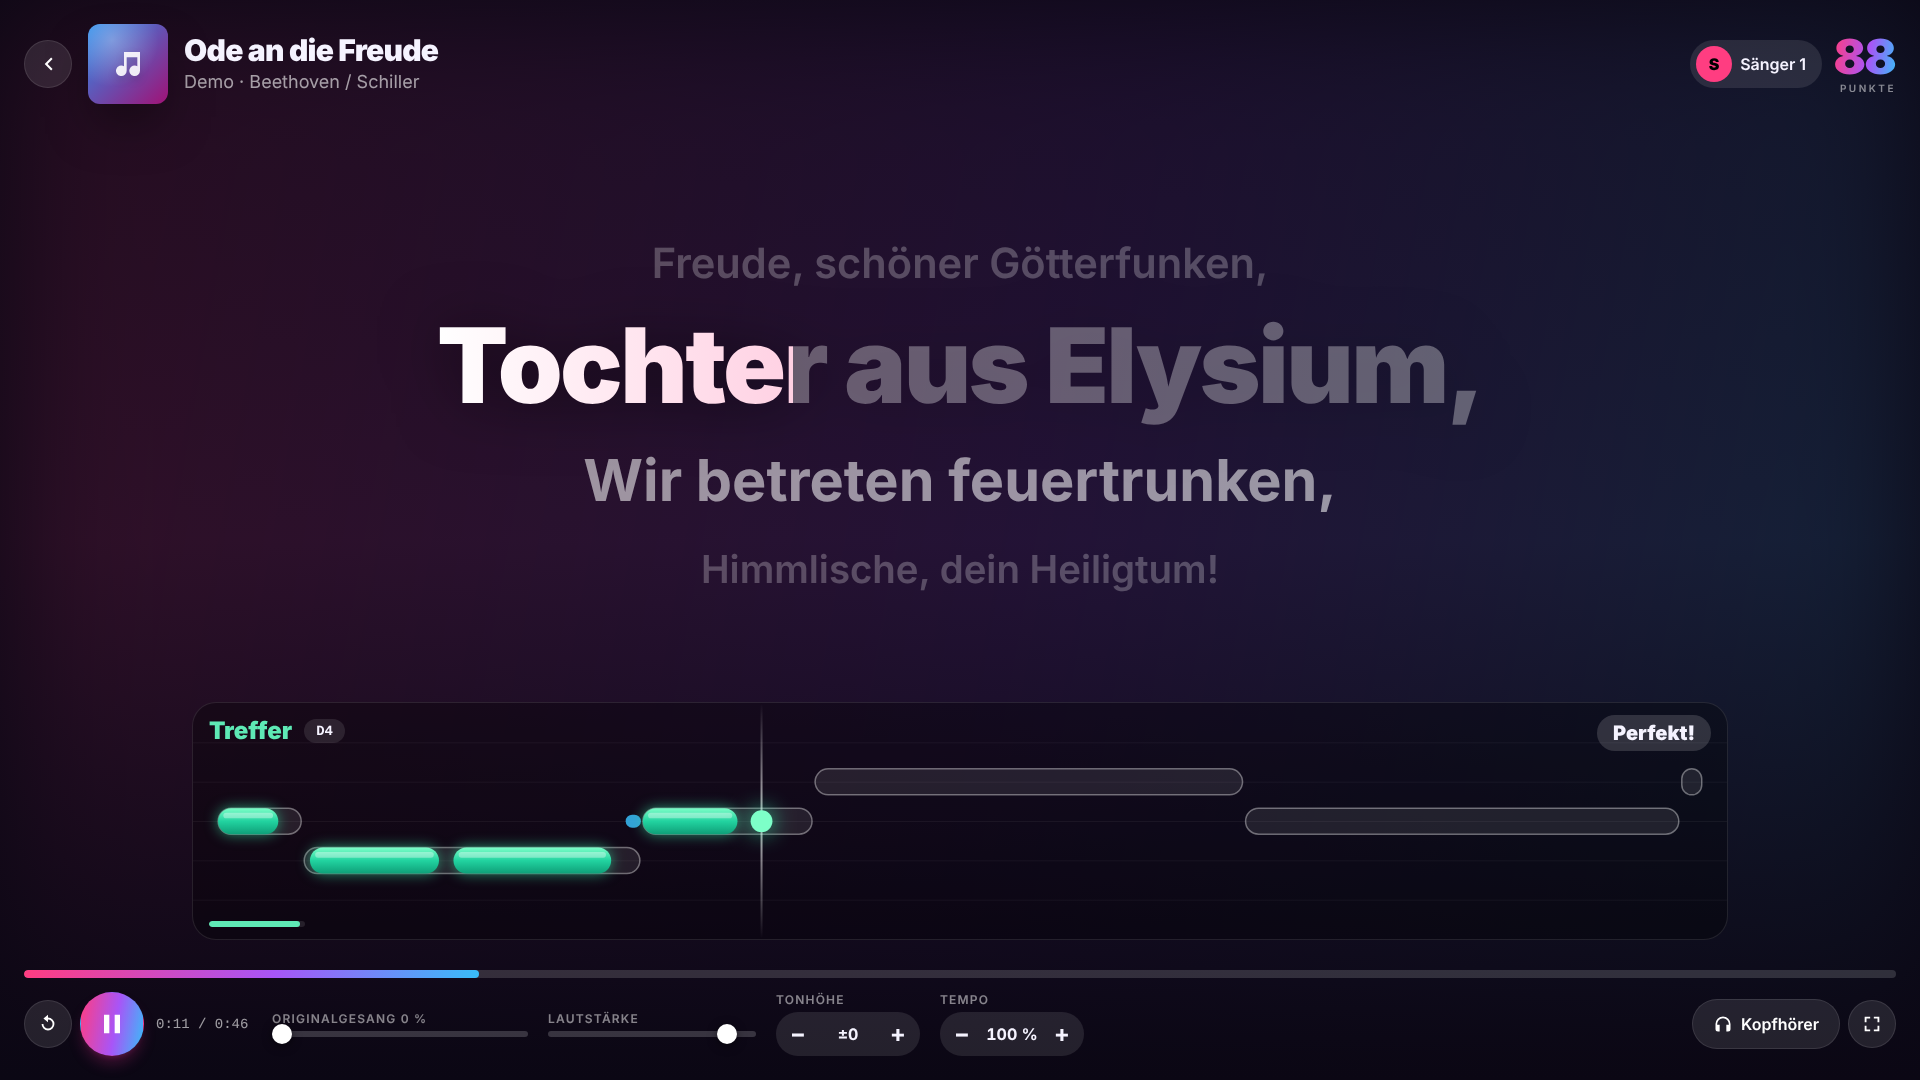 Ode an die Freude
Demo · Beethoven / Schiller
S
Sänger 1
88
PUNKTE
Freude, schöner Götterfunken,
Tochter aus Elysium,
Wir betreten feuertrunken,
Himmlische, dein Heiligtum!
Treffer
D4
Perfekt!
0:11 / 0:46
ORIGINALGESANG 0 %
LAUTSTÄRKE
TONHÖHE
− ±0 +
TEMPO
− 100 % +
Kopfhörer